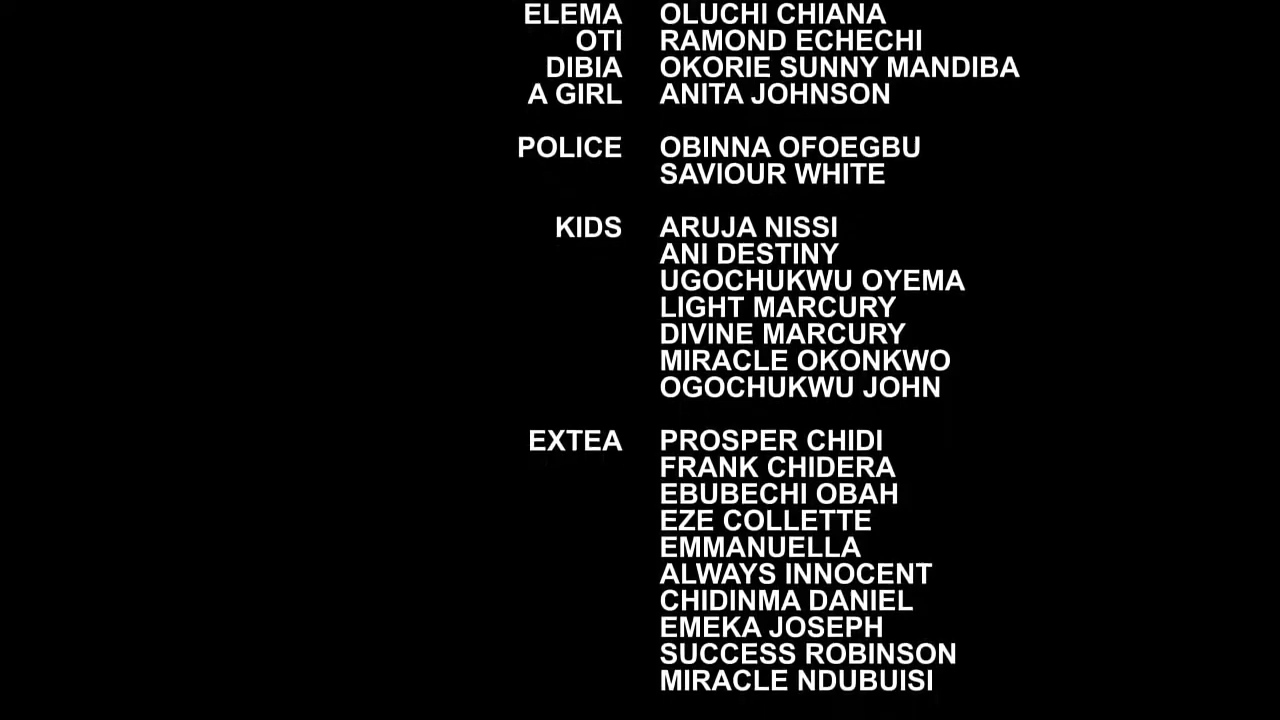 ELEMA OLUCHI CHIANA
OTI RAMOND ECHECHI
DIBIA OKORIE SUNNY MANDIBA
A GIRL ANITA JOHNSON
POLICE OBINNA OFOEGBU
SAVIOUR WHITE
KIDS ARUJA NISSI
ANI DESTINY
UGOCHUKWU OYEMA
LIGHT MARCURY
DIVINE MARCURY
MIRACLE OKONKWO
OGOCHUKWU JOHN
EXTEA PROSPER CHIDI
FRANK CHIDERA
EBUBECHI OBAH
EZE COLLETTE
EMMANUELLA
ALWAYS INNOCENT
CHIDINMA DANIEL
EMEKA JOSEPH
SUCCESS ROBINSON
MIRACLE NDUBUISI